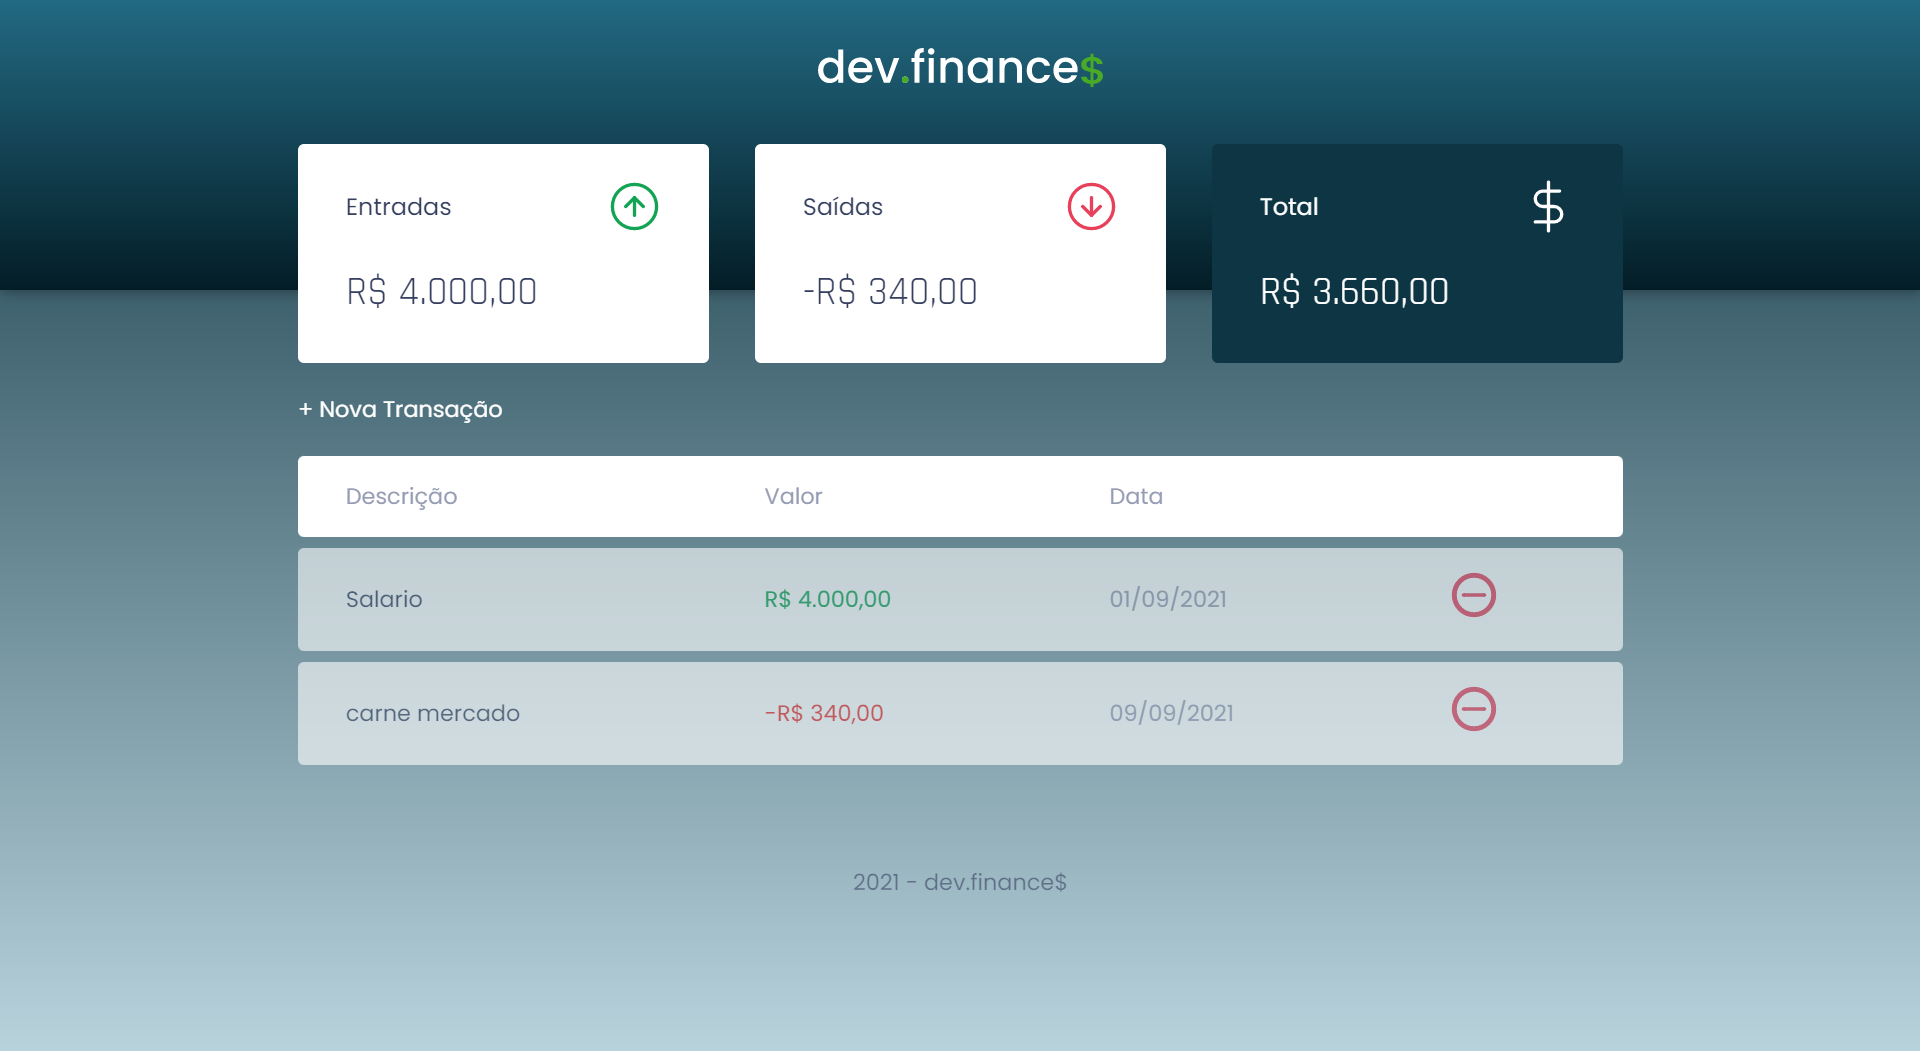 dev.finance$
Entradas
R$ 4.000,00
Saídas
-R$ 340,00
Total
R$ 3.660,00
+ Nova Transação
Descrição Valor Data
Salario R$ 4.000,00 01/09/2021
carne mercado -R$ 340,00 09/09/2021
2021 - dev.finance$